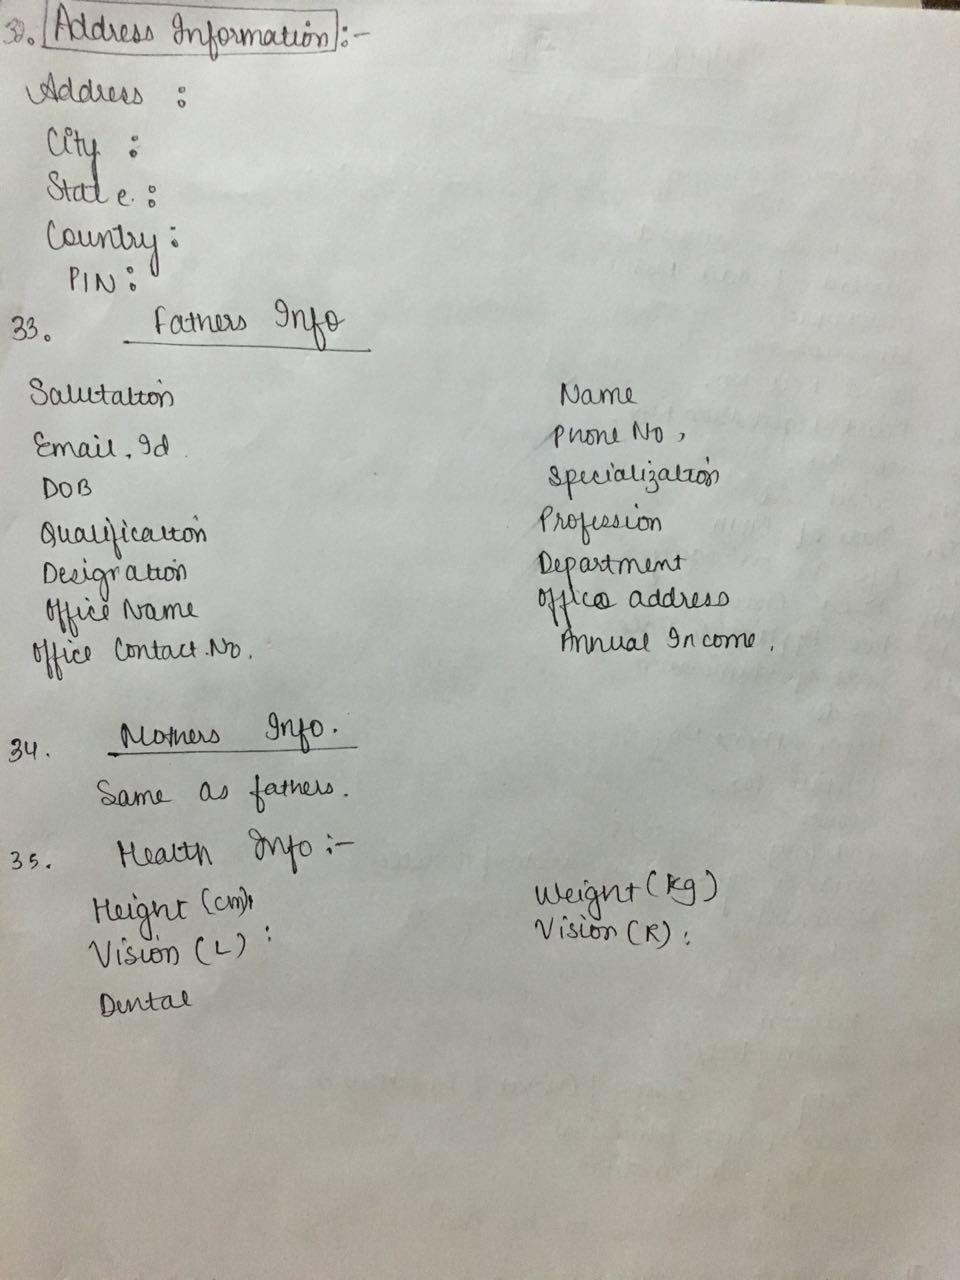 32. Address Information :-
Address :
City :
State. :
Country :
PIN :
33. Fathers Info
Salutation Name
Email. Id Phone No,
DOB Specialization
Qualification Profession
Designation Department
Office Name Office address
Office Contact.No. Annual Income.
34. Mothers Info.
Same as fathers.
35. Health Info :-
Height (cm): Weight (kg)
Vision (L) : Vision (R) :
Dental